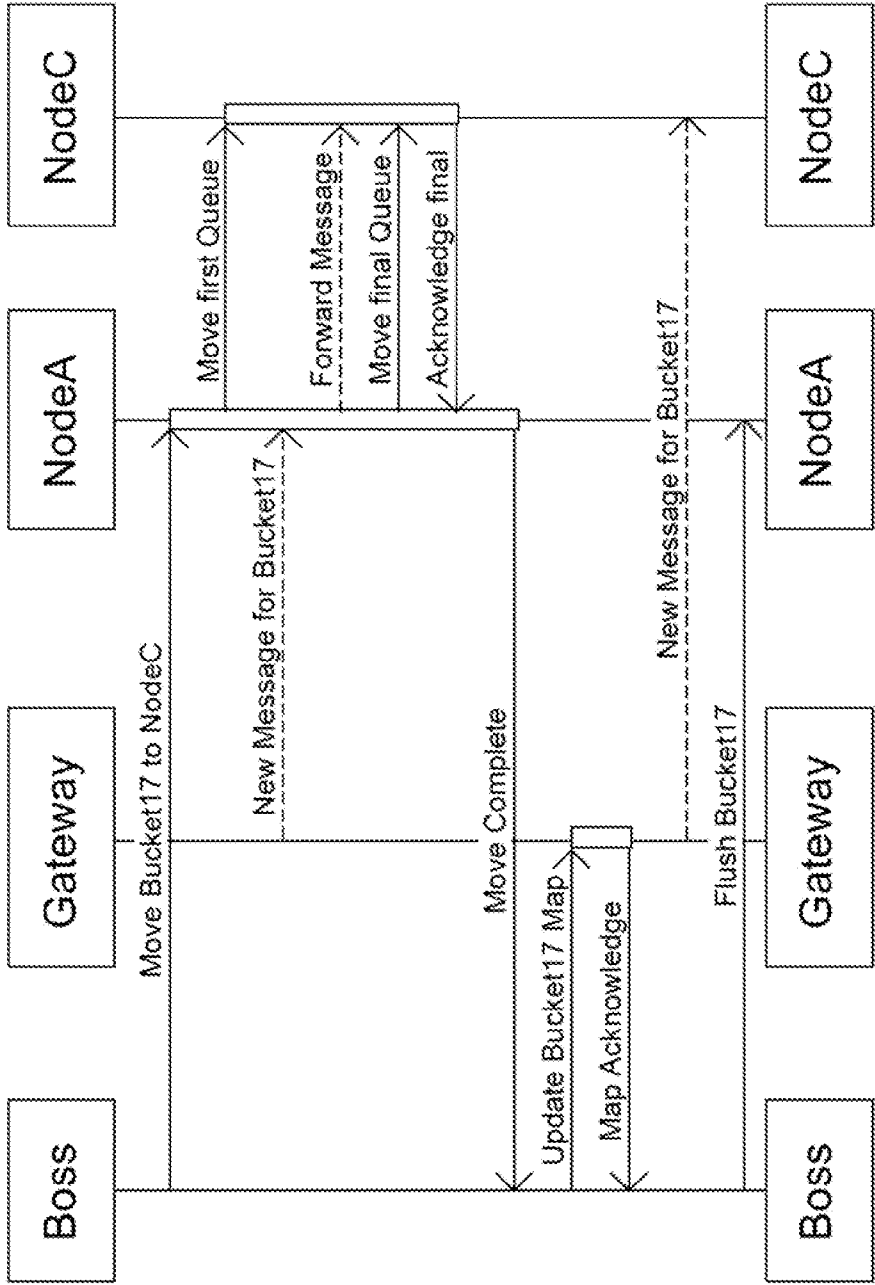 Boss
Gateway
NodeA
NodeC
Move Bucket17 to NodeC
Move first Queue
New Message for Bucket17
Forward Message
Move final Queue
Acknowledge final
Move Complete
Update Bucket17 Map
Map Acknowledge
New Message for Bucket17
Flush Bucket17
Boss
Gateway
NodeA
NodeC